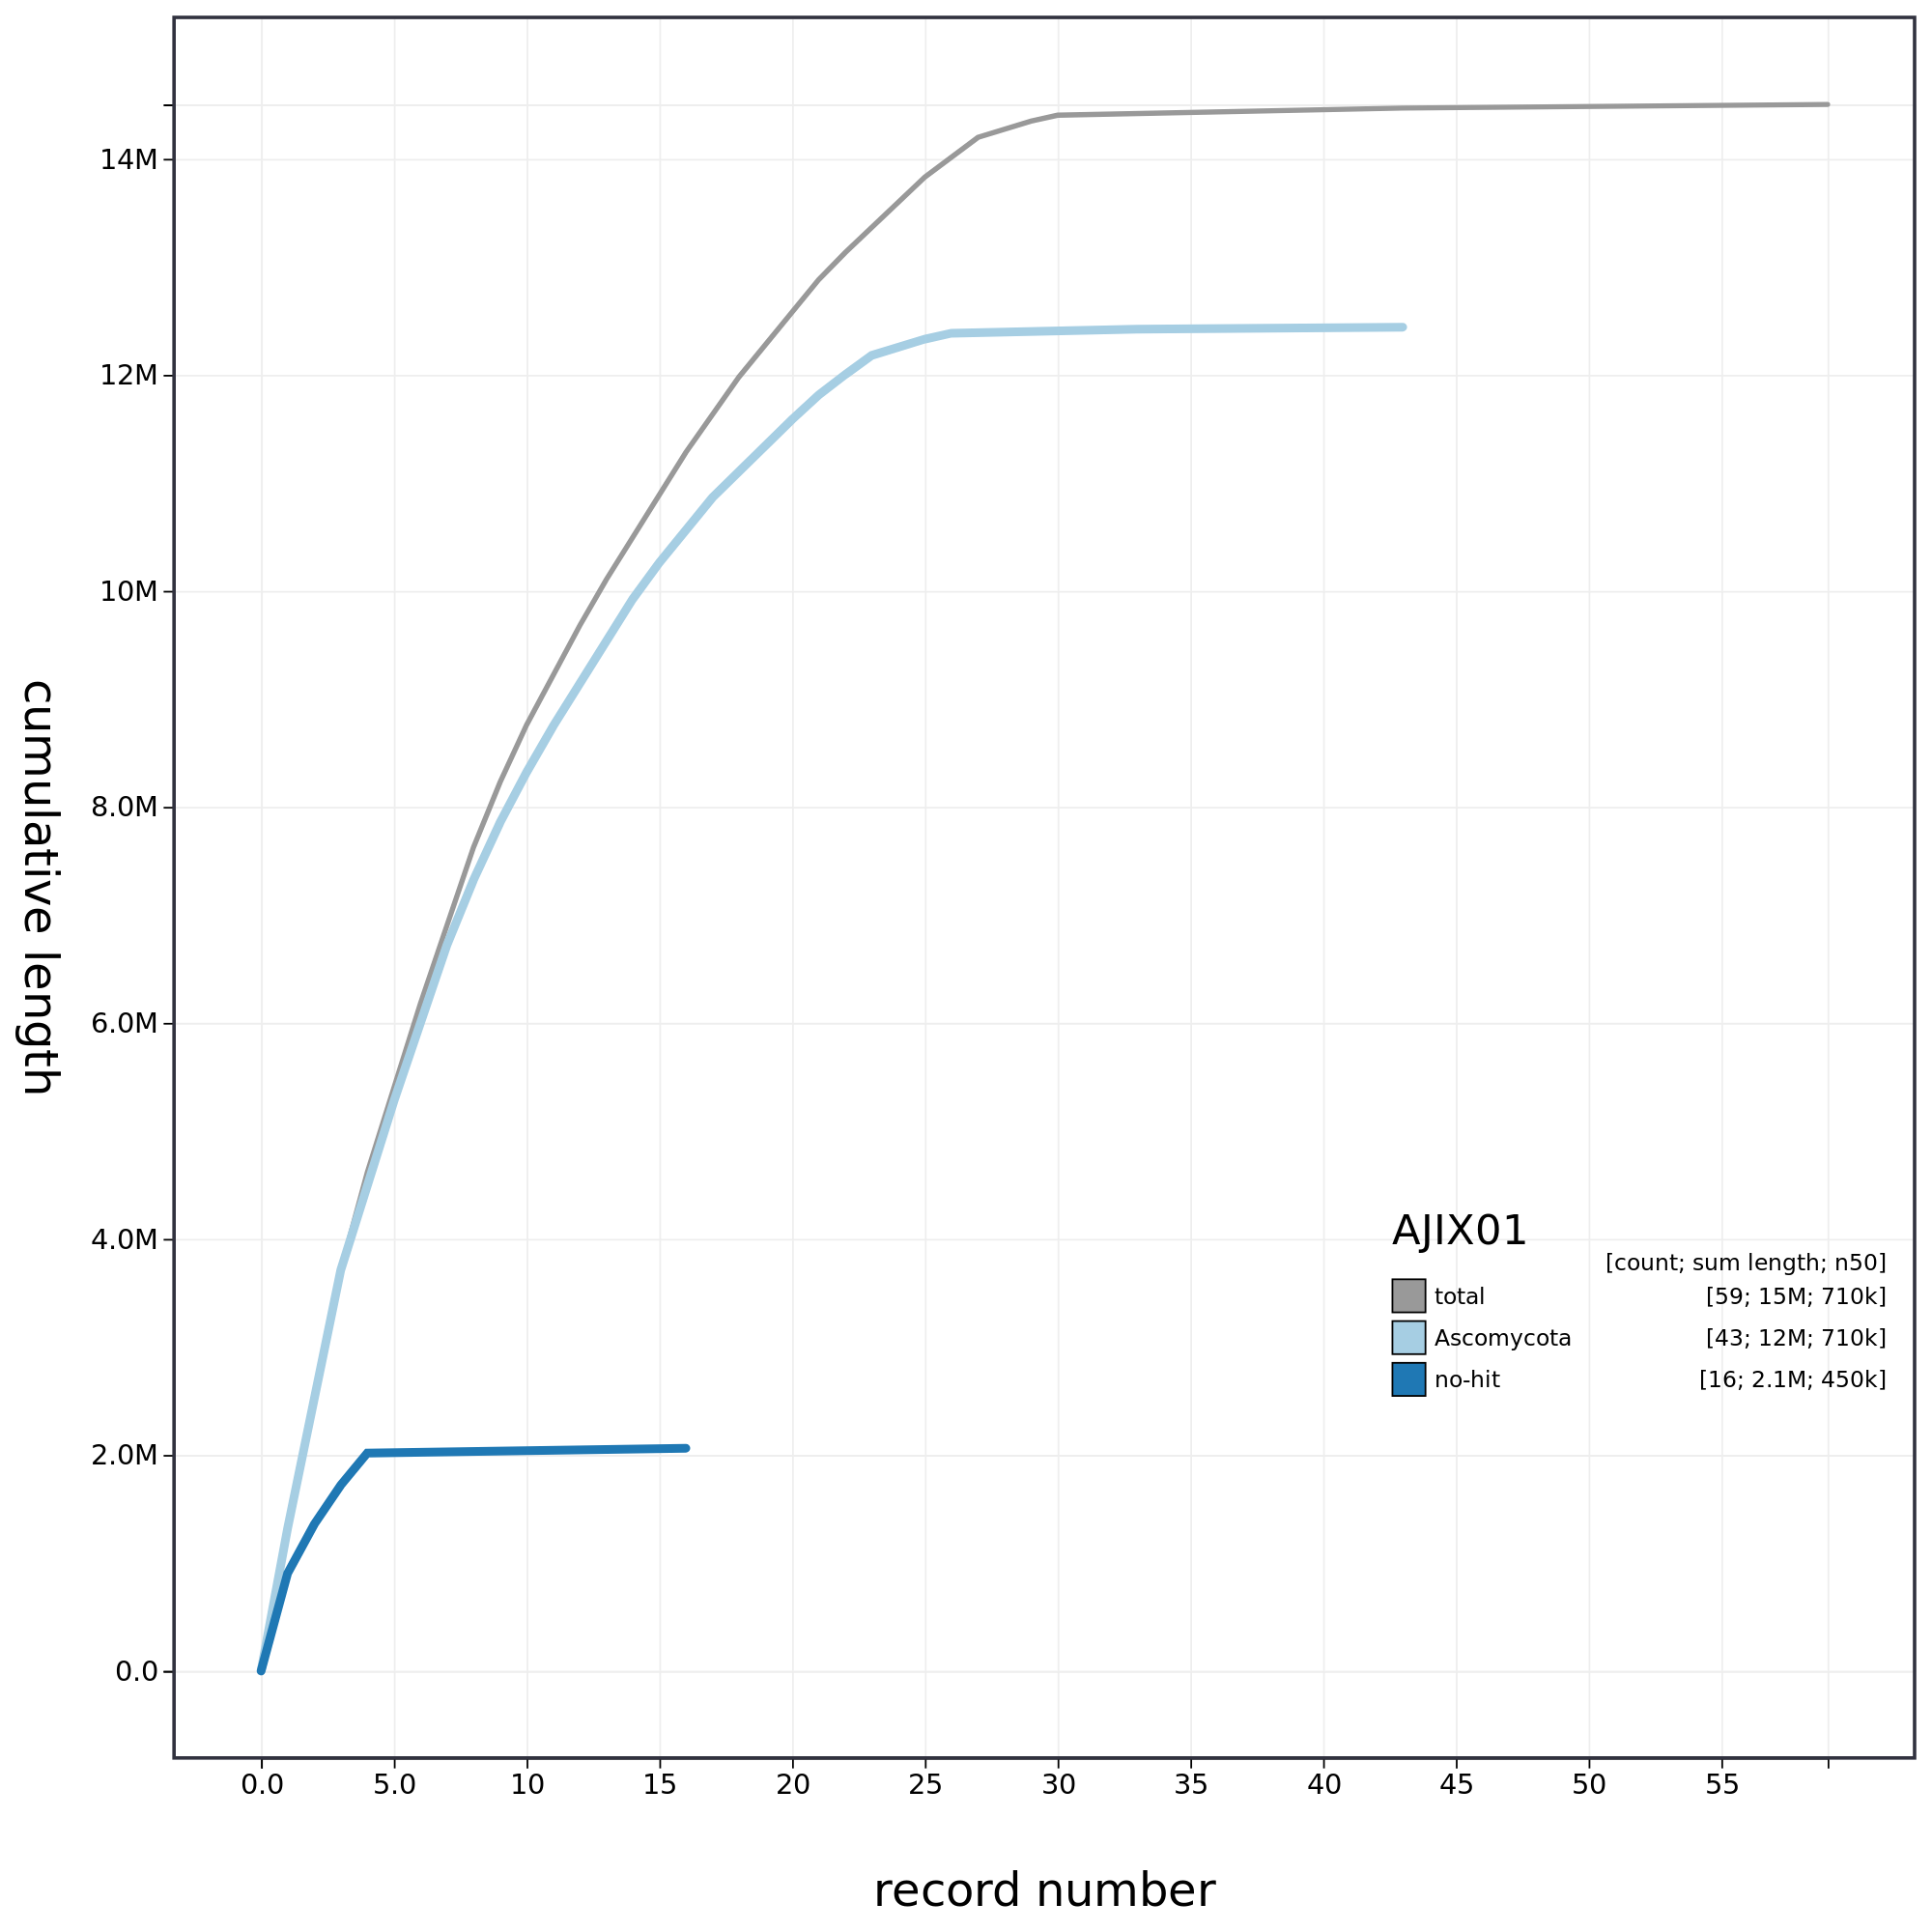 cumulative length
14M
12M
10M
8.0M
6.0M
4.0M
2.0M
0.0
AJIX01
[count; sum length; n50]
total [59; 15M; 710k]
Ascomycota [43; 12M; 710k]
no-hit [16; 2.1M; 450k]
0.0 5.0 10 15 20 25 30 35 40 45 50 55
record number